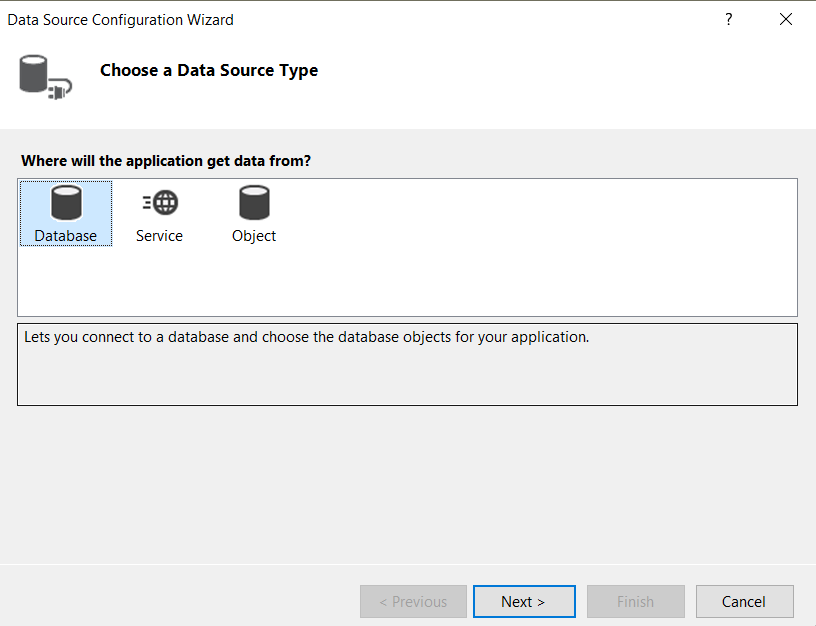 Data Source Configuration Wizard ?
Choose a Data Source Type
Where will the application get data from?
Database Service Object
Lets you connect to a database and choose the database objects for your application.
< Previous Next > Finish Cancel